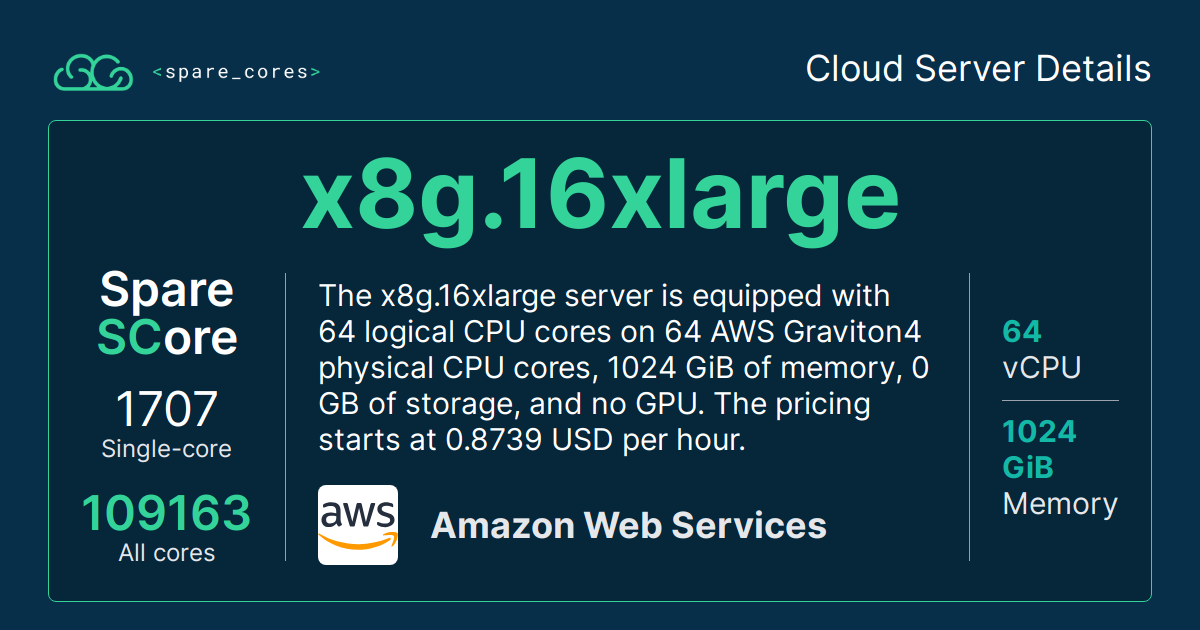 <spare_cores>
Cloud Server Details
x8g.16xlarge
Spare
SCore
1707
Single-core
109163
All cores
The x8g.16xlarge server is equipped with
64 logical CPU cores on 64 AWS Graviton4
physical CPU cores, 1024 GiB of memory, 0
GB of storage, and no GPU. The pricing
starts at 0.8739 USD per hour.
aws
Amazon Web Services
64
vCPU
1024
GiB
Memory